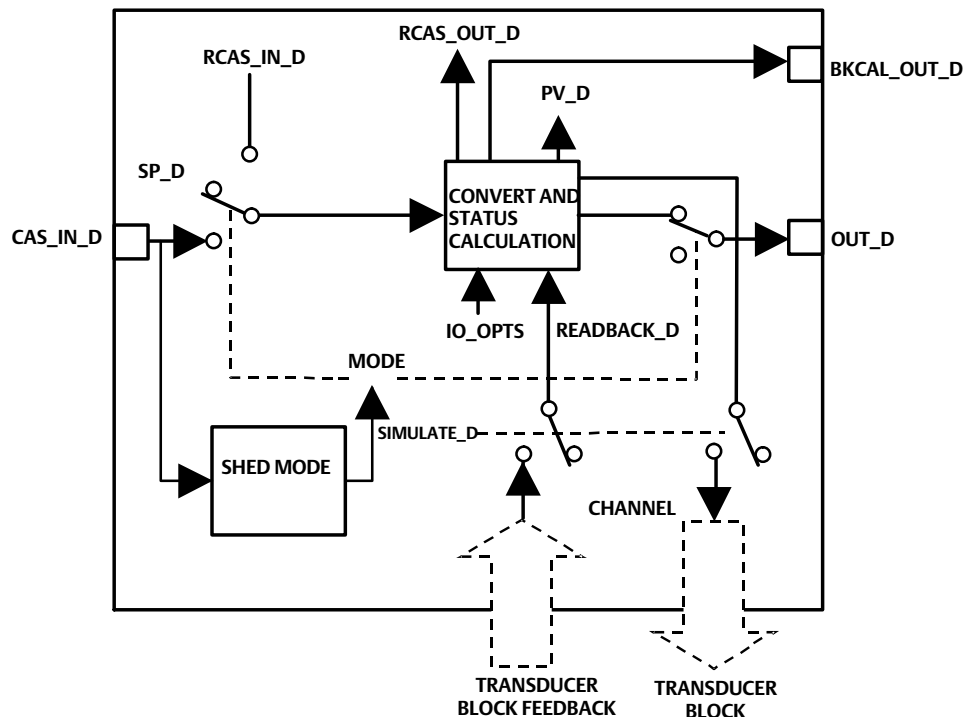 RCAS_OUT_D
RCAS_IN_D
BKCAL_OUT_D
PV_D
SP_D
CONVERT AND
STATUS
CALCULATION
CAS_IN_D
OUT_D
IO_OPTS
READBACK_D
MODE
SIMULATE_D
SHED MODE
CHANNEL
TRANSDUCER
BLOCK FEEDBACK
TRANSDUCER
BLOCK